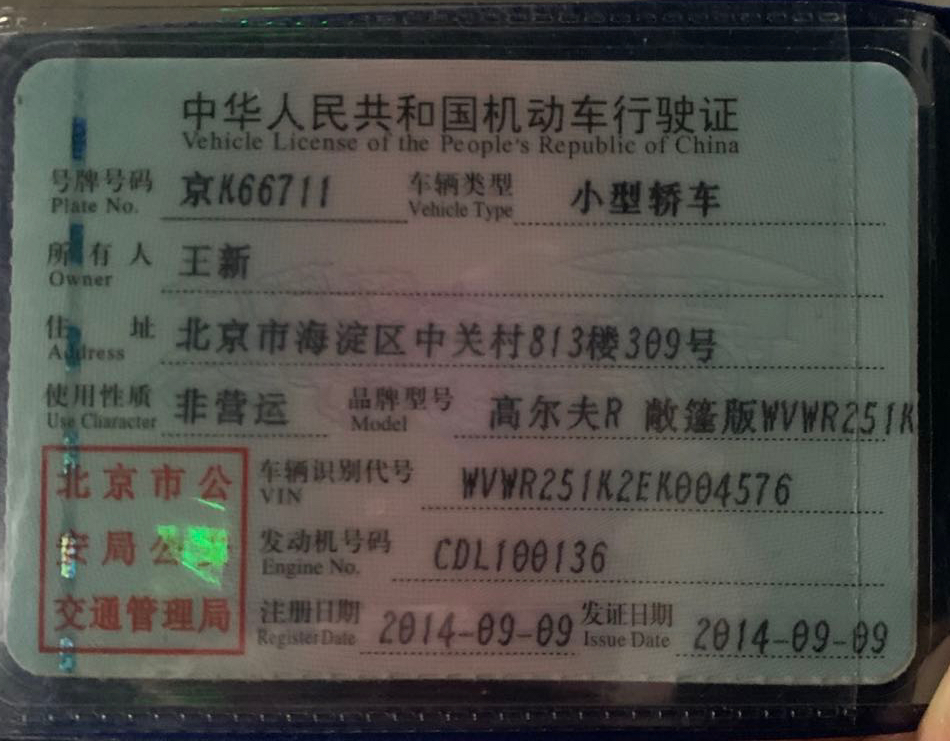 中华人民共和国机动车行驶证
Vehicle License of the People's Republic of China
号牌号码 京K66711 车辆类型 小型轿车
Plate No. Vehicle Type
所有人 王新
Owner
住址 北京市海淀区中关村813楼309号
Address
使用性质 非营运 品牌型号 高尔夫R 敞篷版WVWR251K
Use Character Model
北京市公
安局公安
交通管理局
车辆识别代号 WVWR251K2EK004576
VIN
发动机号码 CDL100136
Engine No.
注册日期 2014-09-09 发证日期 2014-09-09
Register Date Issue Date